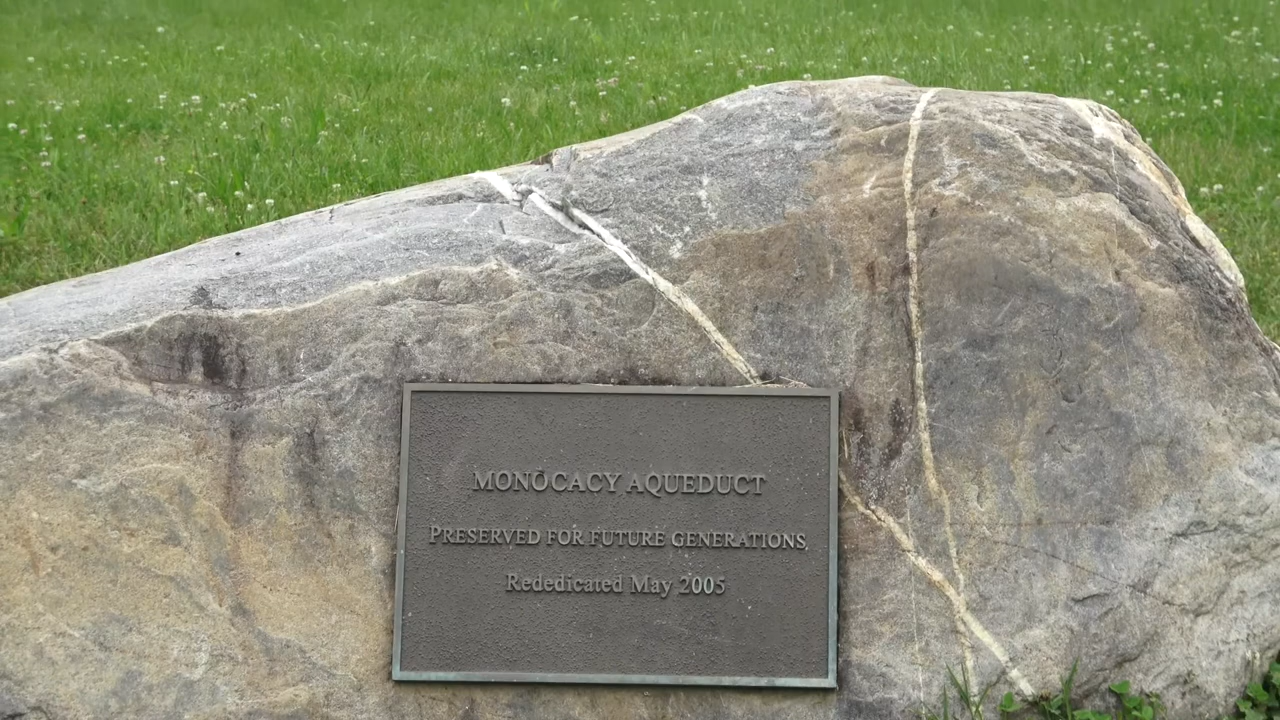 MONOCACY AQUEDUCT
PRESERVED FOR FUTURE GENERATIONS
Rededicated May 2005